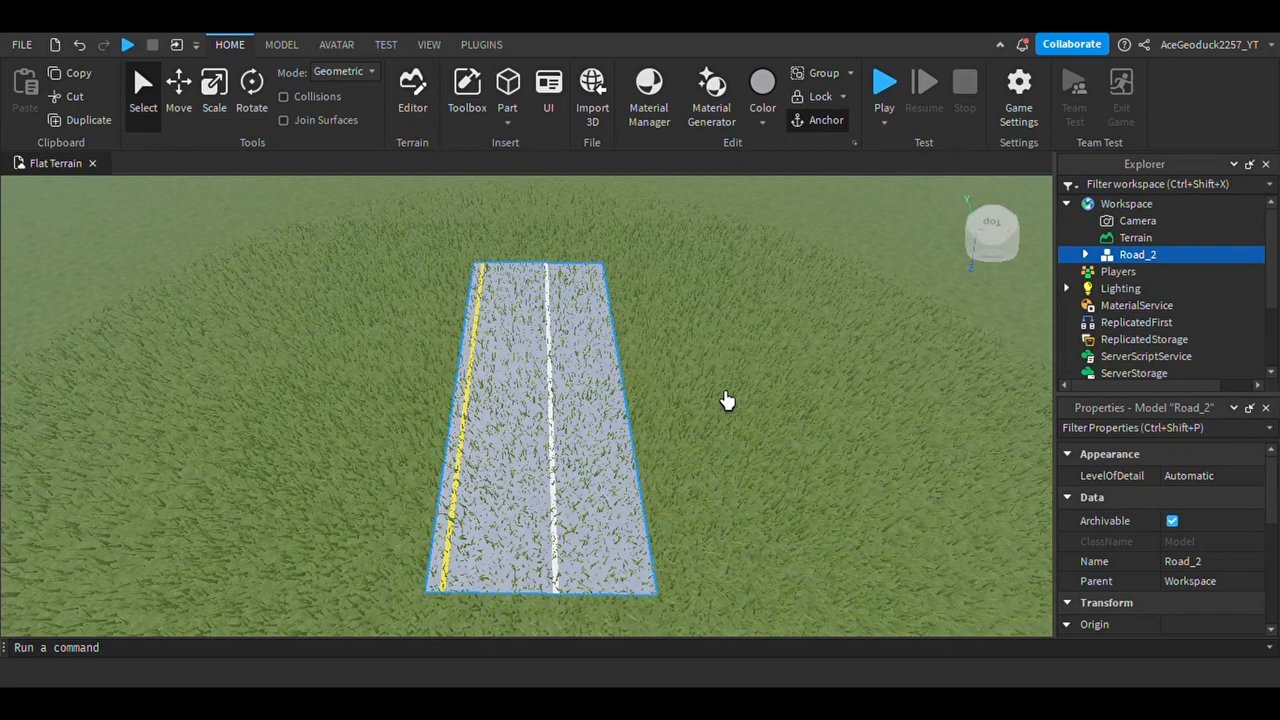 FILE HOME MODEL AVATAR TEST VIEW PLUGINS Collaborate AceGeoduck2257_YT
Paste Copy Cut Duplicate Clipboard
Select Move Scale Rotate Mode: Geometric Collisions Join Surfaces Tools
Editor Terrain
Toolbox Part UI Insert
Import 3D File
Material Manager Material Generator Color Group Lock Anchor Edit
Play Resume Stop Test
Game Settings Settings
Team Test Exit Game Team Test
Flat Terrain
Explorer
Filter workspace (Ctrl+Shift+X)
Workspace
Camera
Terrain
Road_2
Players
Lighting
MaterialService
ReplicatedFirst
ReplicatedStorage
ServerScriptService
ServerStorage
Y
Top
Z
Properties - Model "Road_2"
Filter Properties (Ctrl+Shift+P)
Appearance
LevelOfDetail Automatic
Data
Archivable
ClassName Model
Name Road_2
Parent Workspace
Transform
Origin
Run a command